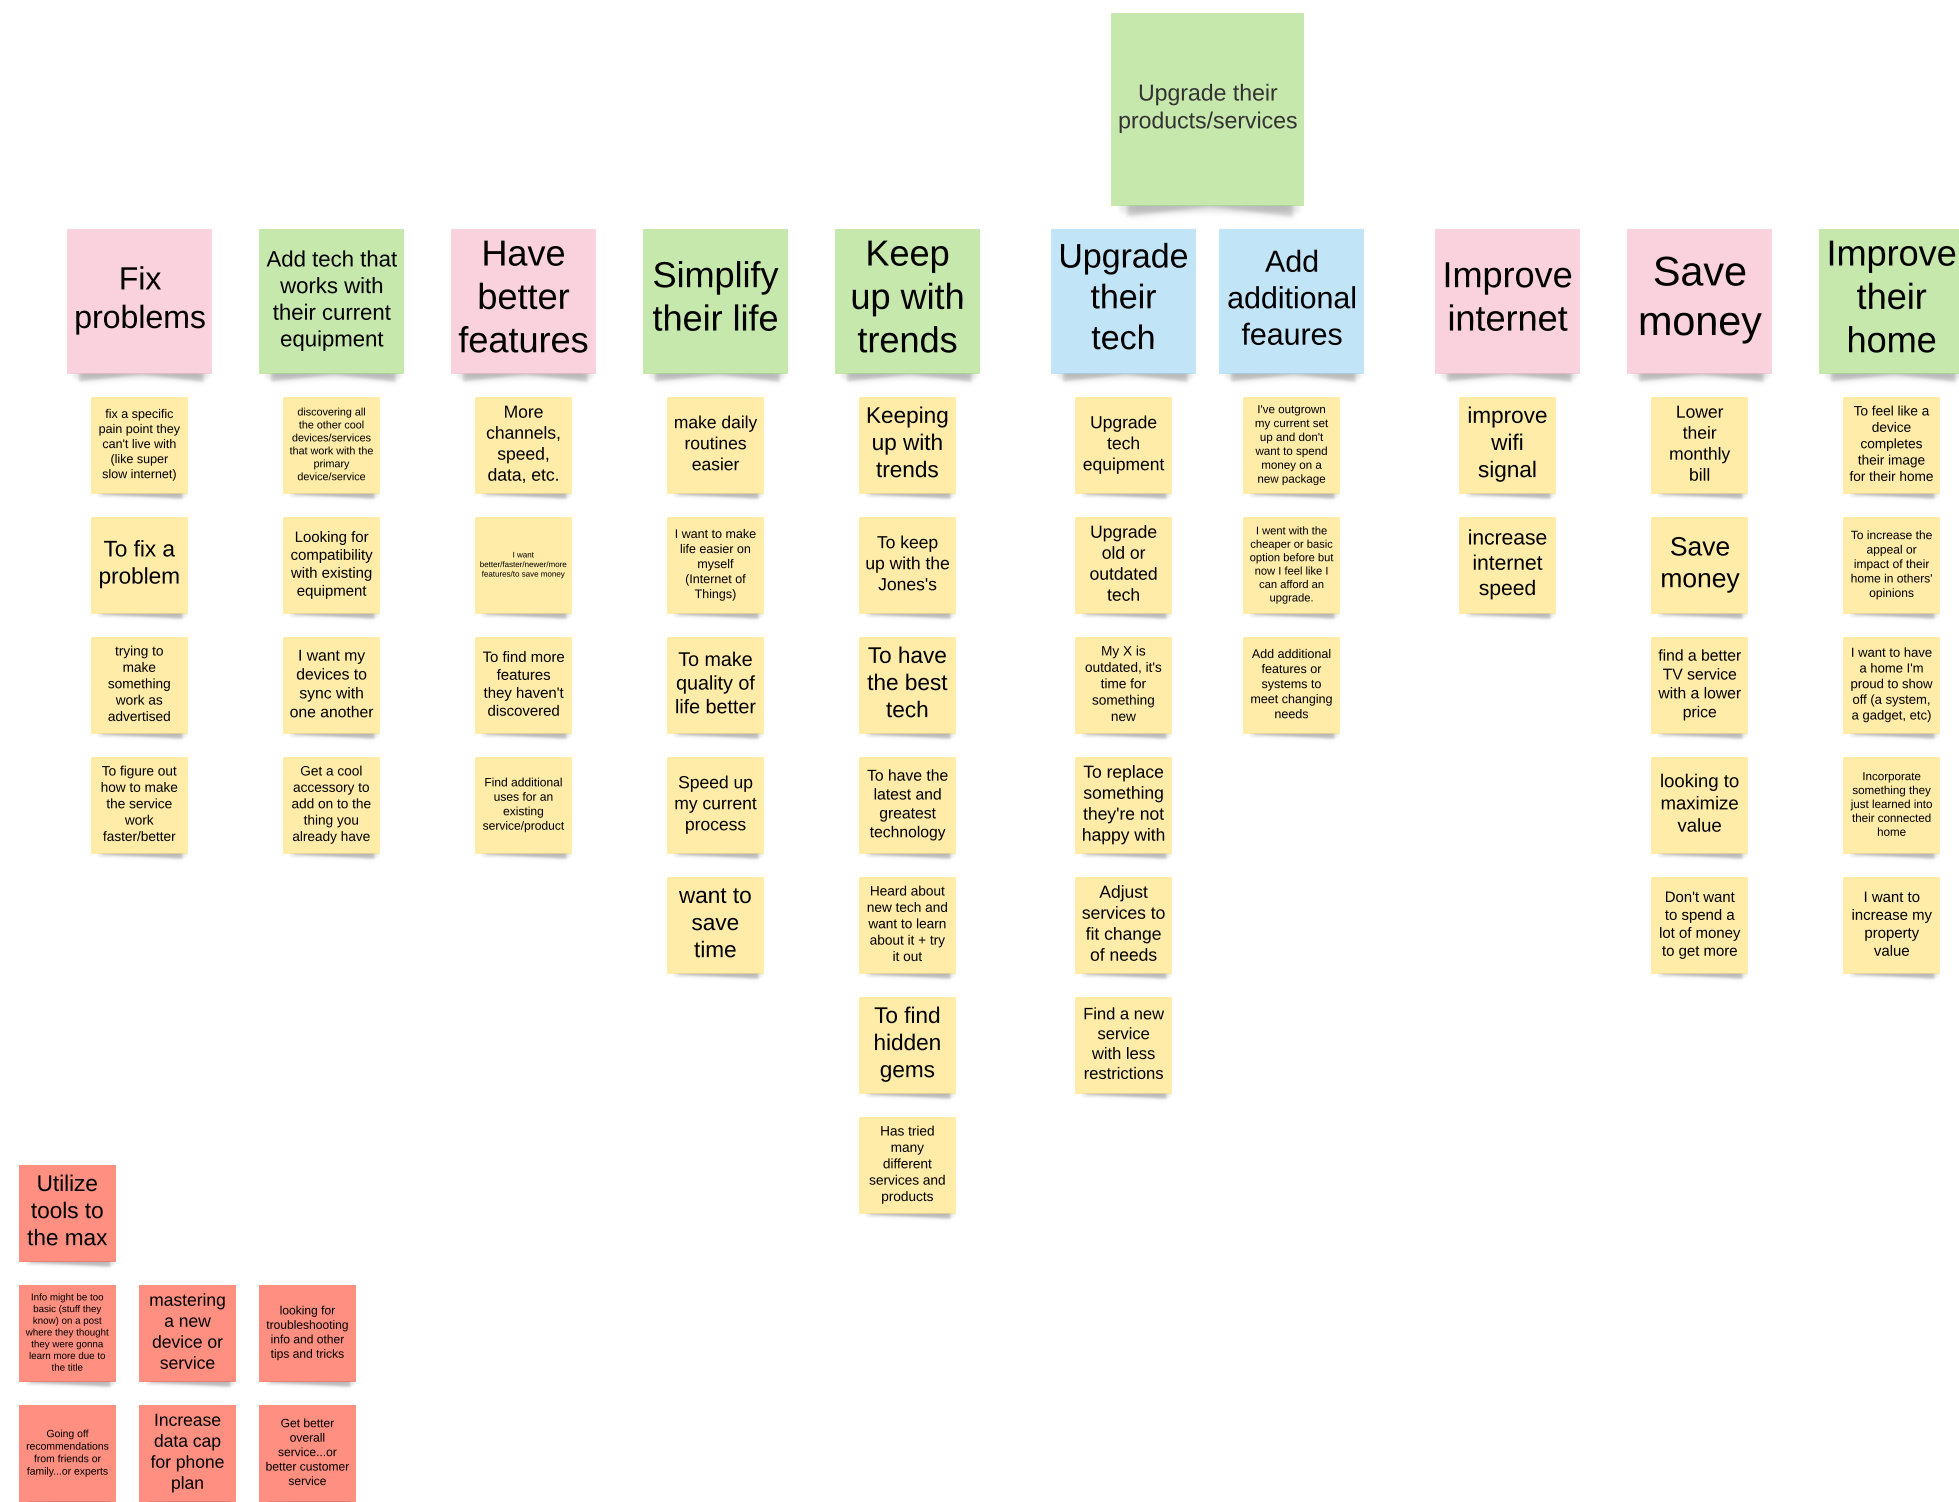 Upgrade their
products/services
Fix
problems
Add tech that
works with
their current
equipment
Have
better
features
Simplify
their life
Keep
up with
trends
Upgrade
their
tech
Add
additional
feaures
Improve
internet
Save
money
Improve
their
home
fix a specific
pain point they
can't live with
(like super
slow internet)
To fix a
problem
trying to
make
something
work as
advertised
To figure out
how to make
the service
work
faster/better
discovering all
the other cool
devices/services
that work with the
primary
device/service
Looking for
compatibility
with existing
equipment
I want my
devices to
sync with
one another
Get a cool
accessory to
add on to the
thing you
already have
More
channels,
speed,
data, etc.
I want
better/faster/newer/more
features/to save money
To find more
features
they haven't
discovered
Find additional
uses for an
existing
service/product
make daily
routines
easier
I want to make
life easier on
myself
(Internet of
Things)
To make
quality of
life better
Speed up
my current
process
want to
save
time
Keeping
up with
trends
To keep
up with the
Jones's
To have
the best
tech
To have the
latest and
greatest
technology
Heard about
new tech and
want to learn
about it + try
it out
To find
hidden
gems
Has tried
many
different
services and
products
Upgrade
tech
equipment
Upgrade
old or
outdated
tech
My X is
outdated, it's
time for
something
new
To replace
something
they're not
happy with
Adjust
services to
fit change
of needs
Find a new
service
with less
restrictions
I've outgrown
my current set
up and don't
want to spend
money on a
new package
I went with the
cheaper or basic
option before but
now I feel like I
can afford an
upgrade.
Add additional
features or
systems to
meet changing
needs
improve
wifi
signal
increase
internet
speed
Lower
their
monthly
bill
Save
money
find a better
TV service
with a lower
price
looking to
maximize
value
Don't want
to spend a
lot of money
to get more
To feel like a
device
completes
their image
for their home
To increase the
appeal or
impact of their
home in others'
opinions
I want to have
a home I'm
proud to show
off (a system,
a gadget, etc)
Incorporate
something they
just learned into
their connected
home
I want to
increase my
property
value
Utilize
tools to
the max
Info might be too
basic (stuff they
know) on a post
where they thought
they were gonna
learn more due to
the title
mastering
a new
device or
service
looking for
troubleshooting
info and other
tips and tricks
Going off
recommendations
from friends or
family...or experts
Increase
data cap
for phone
plan
Get better
overall
service...or
better customer
service